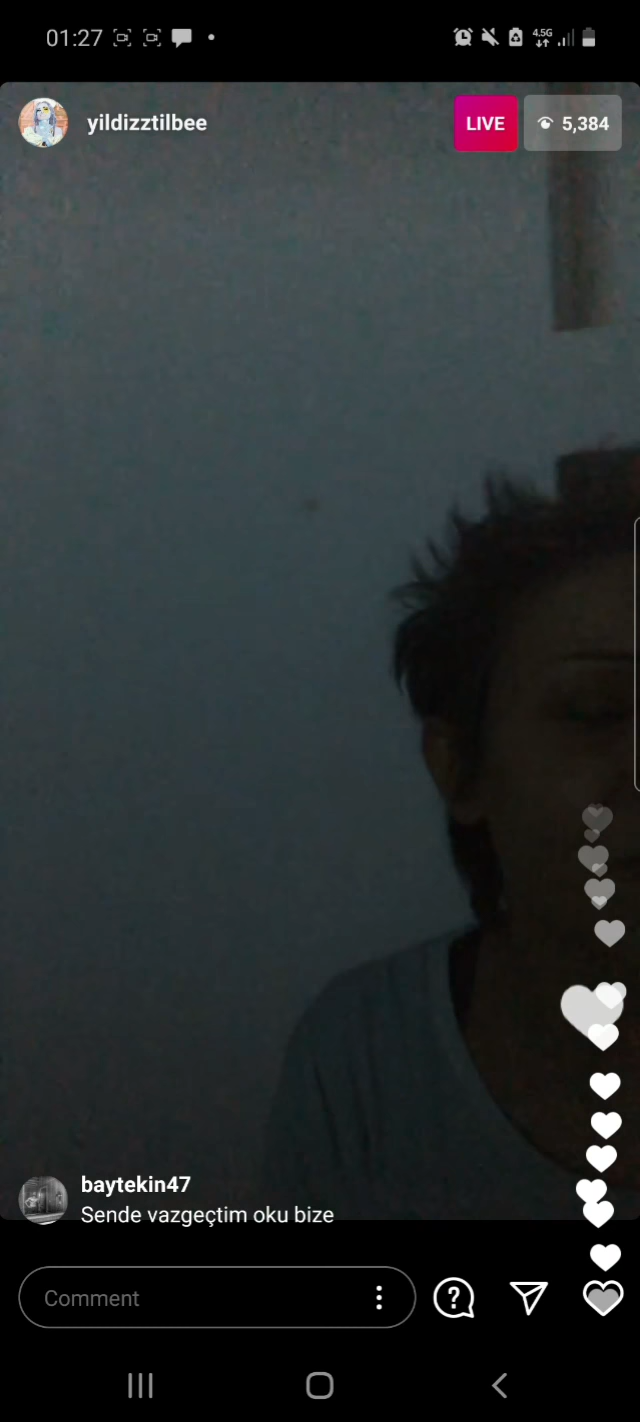 01:27
4.5G
yildizztilbee
LIVE
5,384
baytekin47
Sende vazgeçtim oku bize
Comment